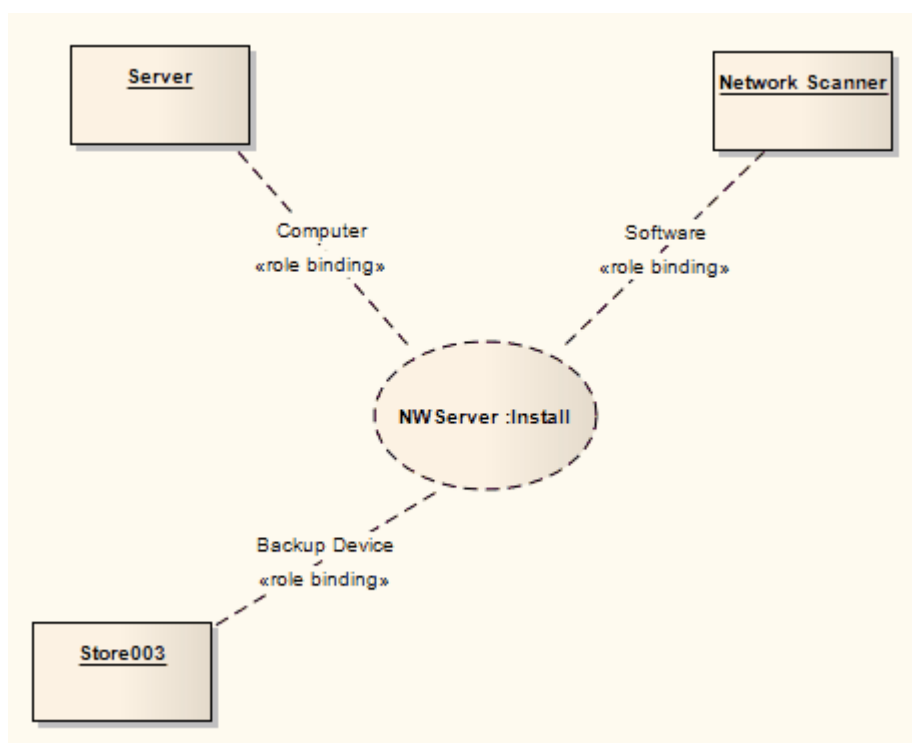 Server
Network Scanner
Computer
«role binding»
Software
«role binding»
NWServer :Install
Backup Device
«role binding»
Store003